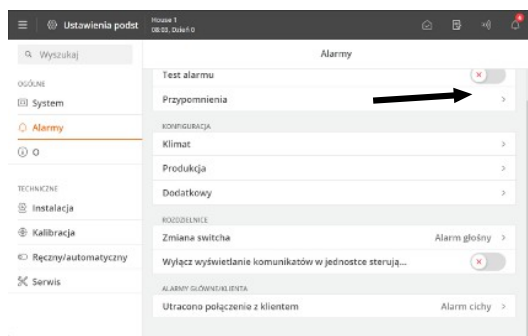 Ustawienia podst
House 1
08:03, Dzień 0
Wyszukaj
Alarmy
Test alarmu
OGÓLNE
System
Przypomnienia
Alarmy
KONFIGURACJA
Klimat
O
Produkcja
TECHNICZNE
Dodatkowy
Instalacja
ROZDZIELNICE
Kalibracja
Zmiana switcha
Alarm głośny
Ręczny/automatyczny
Wyłącz wyświetlanie komunikatów w jednostce sterują...
Serwis
ALARMY GŁÓWNE/KLIENTA
Utracono połączenie z klientem
Alarm cichy